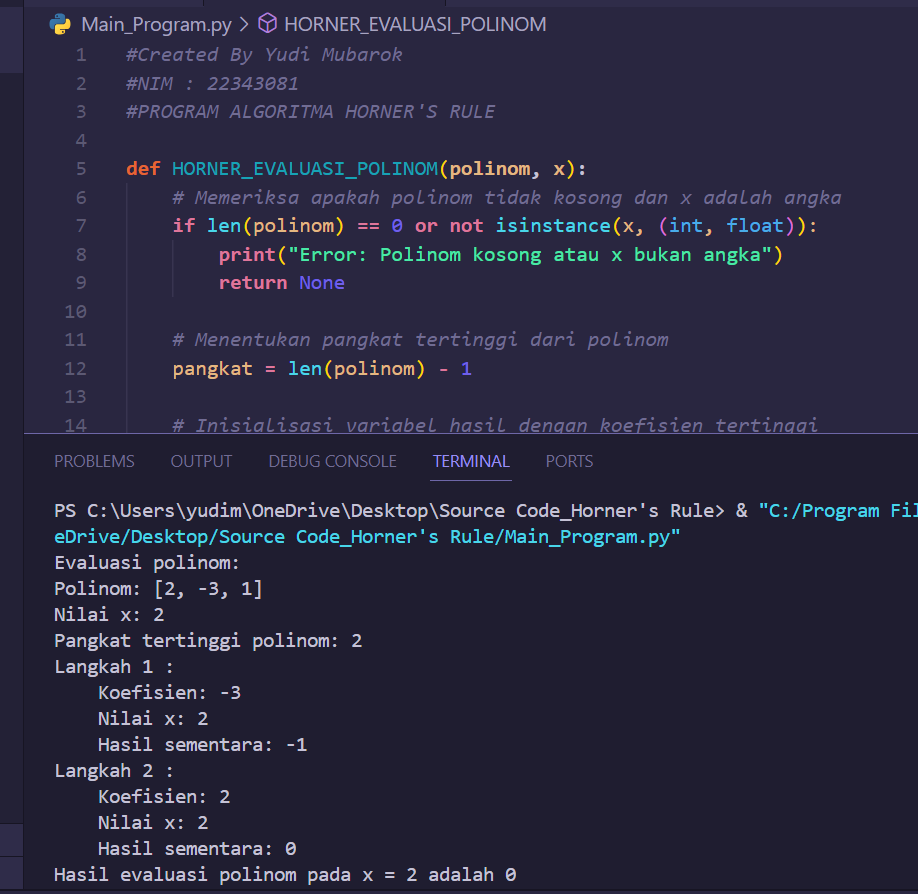 Main_Program.py > HORNER_EVALUASI_POLINOM
1 #Created By Yudi Mubarok
2 #NIM : 22343081
3 #PROGRAM ALGORITMA HORNER'S RULE
4
5 def HORNER_EVALUASI_POLINOM(polinom, x):
6 # Memeriksa apakah polinom tidak kosong dan x adalah angka
7 if len(polinom) == 0 or not isinstance(x, (int, float)):
8 print("Error: Polinom kosong atau x bukan angka")
9 return None
10
11 # Menentukan pangkat tertinggi dari polinom
12 pangkat = len(polinom) - 1
13
14 # Inisialisasi variabel hasil dengan koefisien tertinggi
PROBLEMS OUTPUT DEBUG CONSOLE TERMINAL PORTS
PS C:\Users\yudim\OneDrive\Desktop\Source Code_Horner's Rule> & "C:/Program Fil
eDrive/Desktop/Source Code_Horner's Rule/Main_Program.py"
Evaluasi polinom:
Polinom: [2, -3, 1]
Nilai x: 2
Pangkat tertinggi polinom: 2
Langkah 1 :
Koefisien: -3
Nilai x: 2
Hasil sementara: -1
Langkah 2 :
Koefisien: 2
Nilai x: 2
Hasil sementara: 0
Hasil evaluasi polinom pada x = 2 adalah 0